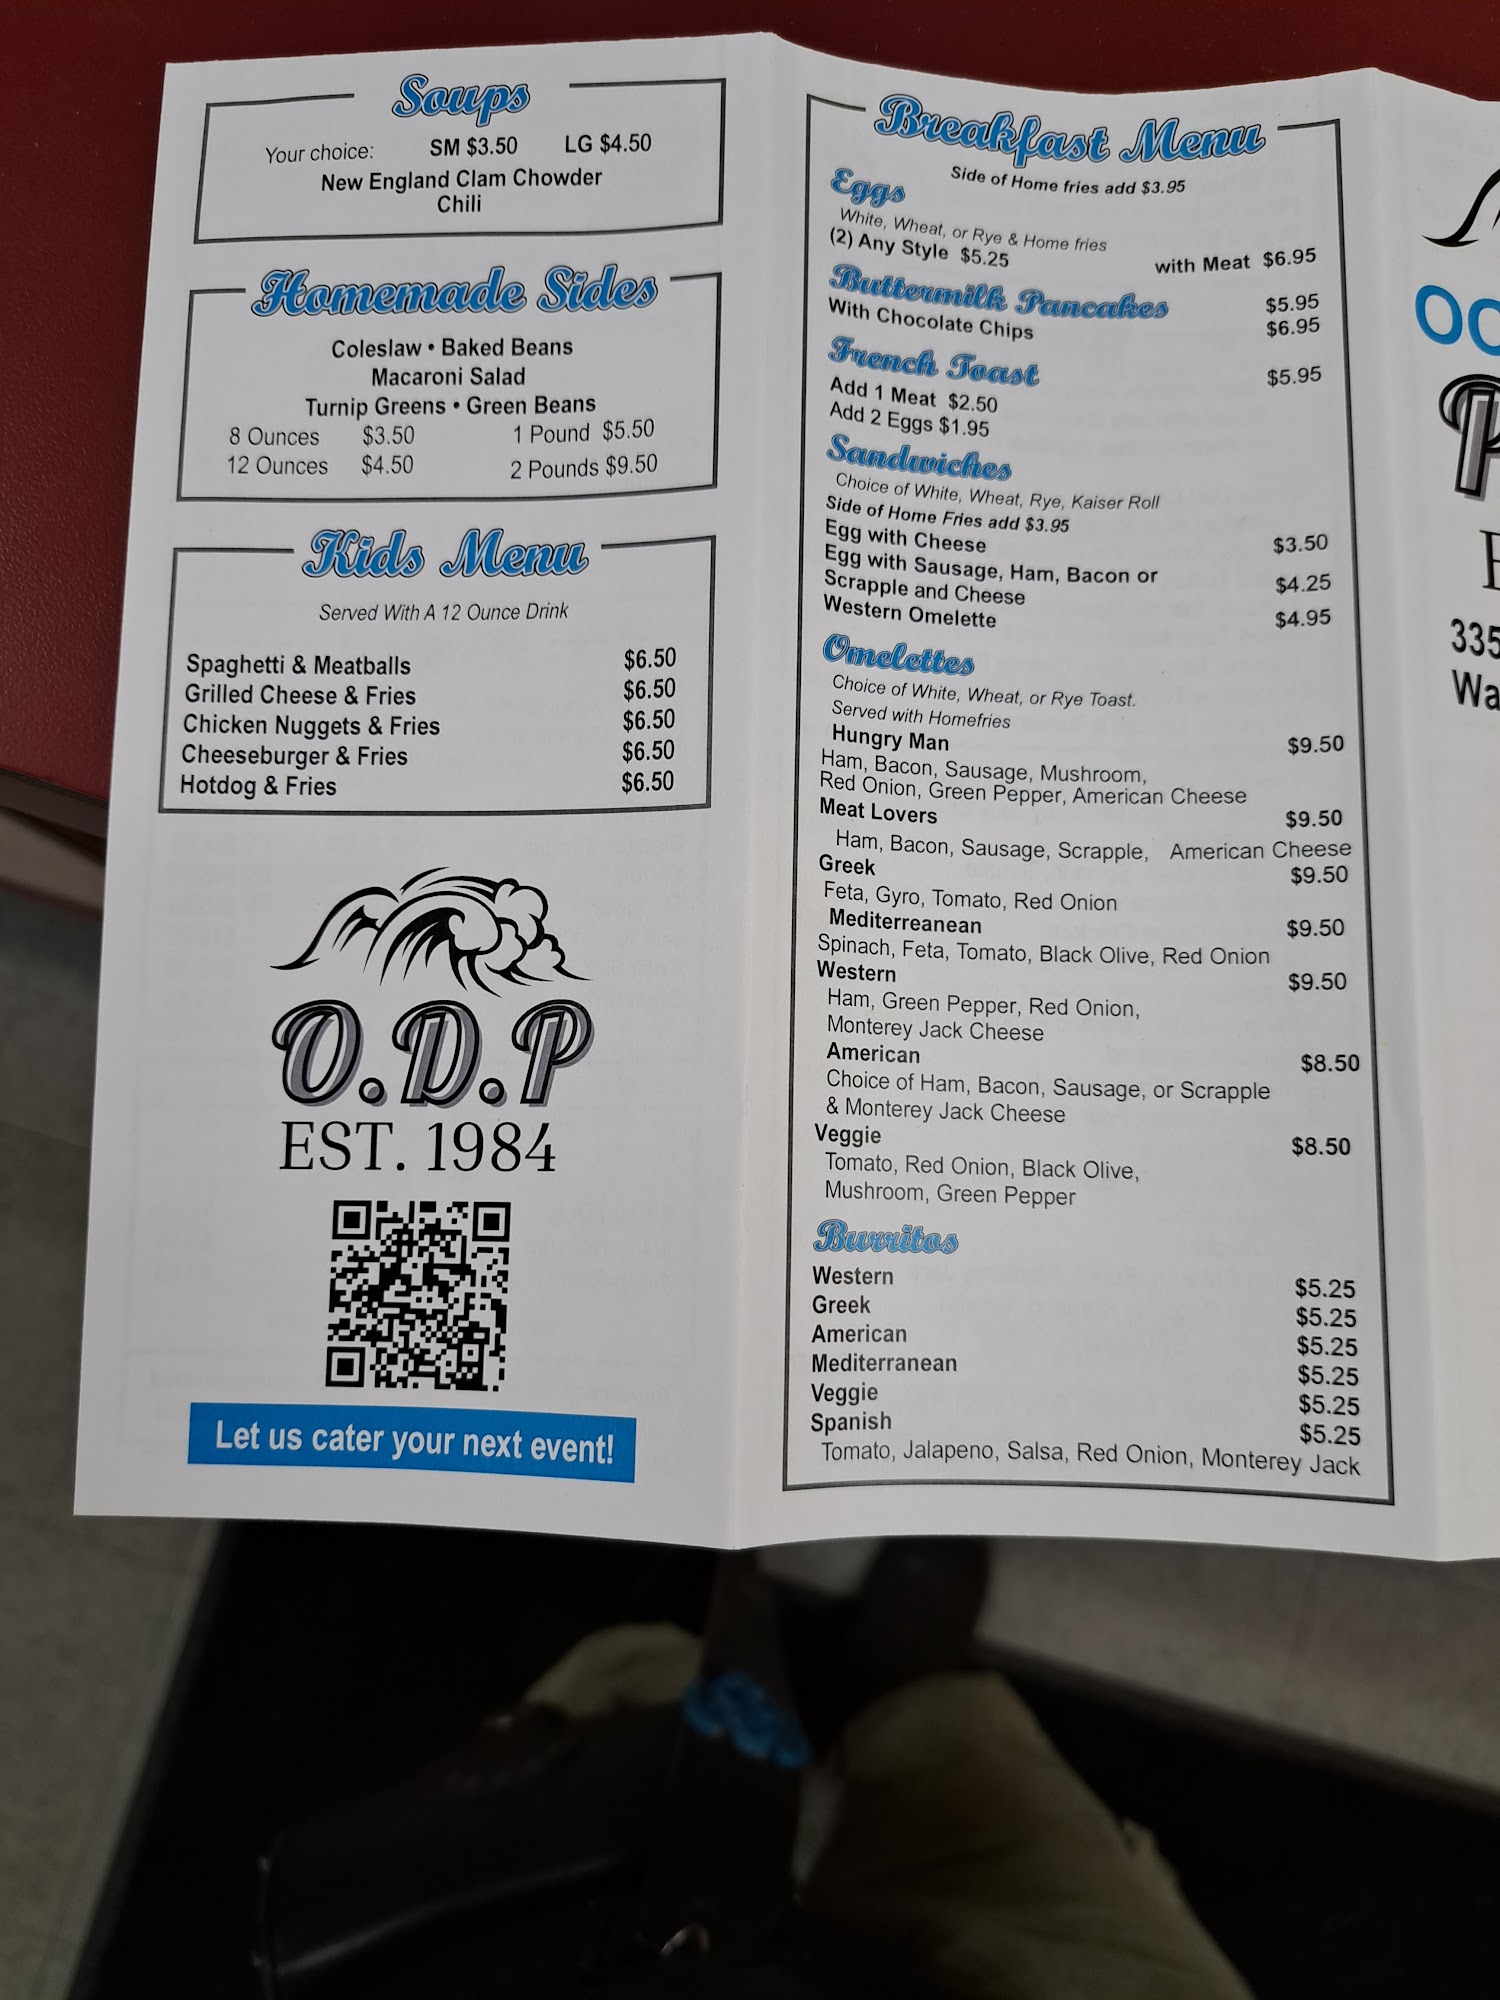 Soups
Your choice: SM $3.50 LG $4.50
New England Clam Chowder
Chili
Homemade Sides
Coleslaw • Baked Beans
Macaroni Salad
Turnip Greens • Green Beans
8 Ounces $3.50 1 Pound $5.50
12 Ounces $4.50 2 Pounds $9.50
Kids Menu
Served With A 12 Ounce Drink
Spaghetti & Meatballs $6.50
Grilled Cheese & Fries $6.50
Chicken Nuggets & Fries $6.50
Cheeseburger & Fries $6.50
Hotdog & Fries $6.50
O.D.P
EST. 1984
Let us cater your next event!
Breakfast Menu
Side of Home fries add $3.95
Eggs
White, Wheat, or Rye & Home fries
(2) Any Style $5.25 with Meat $6.95
Buttermilk Pancakes $5.95
With Chocolate Chips $6.95
French Toast $5.95
Add 1 Meat $2.50
Add 2 Eggs $1.95
Sandwiches
Choice of White, Wheat, Rye, Kaiser Roll
Side of Home Fries add $3.95
Egg with Cheese $3.50
Egg with Sausage, Ham, Bacon or
Scrapple and Cheese $4.25
Western Omelette $4.95
Omelettes
Choice of White, Wheat, or Rye Toast.
Served with Homefries
Hungry Man $9.50
Ham, Bacon, Sausage, Mushroom,
Red Onion, Green Pepper, American Cheese
Meat Lovers $9.50
Ham, Bacon, Sausage, Scrapple, American Cheese
Greek $9.50
Feta, Gyro, Tomato, Red Onion
Mediterreanean $9.50
Spinach, Feta, Tomato, Black Olive, Red Onion
Western $9.50
Ham, Green Pepper, Red Onion,
Monterey Jack Cheese
American $8.50
Choice of Ham, Bacon, Sausage, or Scrapple
& Monterey Jack Cheese
Veggie $8.50
Tomato, Red Onion, Black Olive,
Mushroom, Green Pepper
Burritos
Western $5.25
Greek $5.25
American $5.25
Mediterranean $5.25
Veggie $5.25
Spanish $5.25
Tomato, Jalapeno, Salsa, Red Onion, Monterey Jack
335
Wa